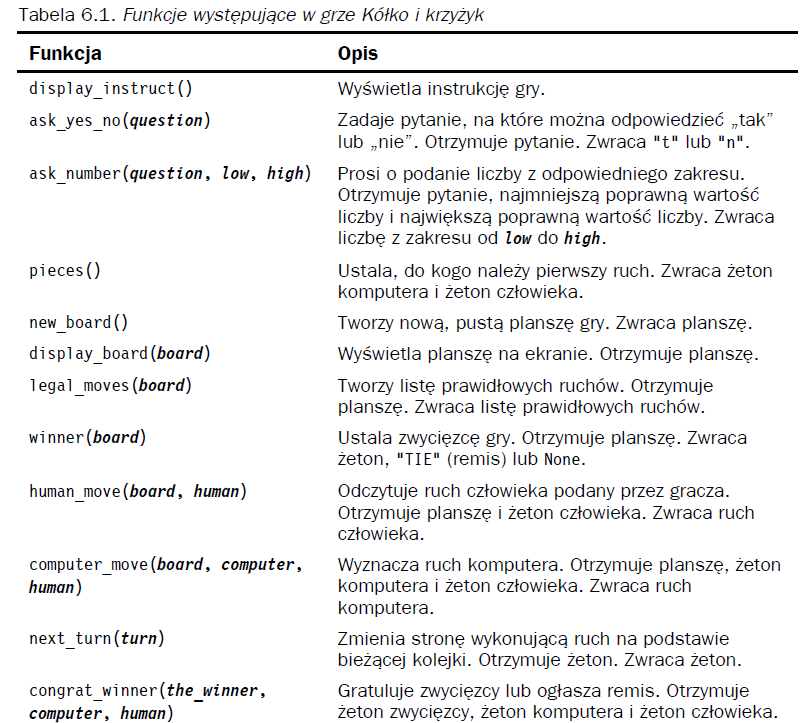 Tabela 6.1. Funkcje występujące w grze Kółko i krzyżyk
Funkcja Opis
display_instruct() Wyświetla instrukcję gry.
ask_yes_no(question) Zadaje pytanie, na które można odpowiedzieć „tak”
lub „nie”. Otrzymuje pytanie. Zwraca "t" lub "n".
ask_number(question, low, high) Prosi o podanie liczby z odpowiedniego zakresu.
Otrzymuje pytanie, najmniejszą poprawną wartość
liczby i największą poprawną wartość liczby. Zwraca
liczbę z zakresu od low do high.
pieces() Ustala, do kogo należy pierwszy ruch. Zwraca żeton
komputera i żeton człowieka.
new_board() Tworzy nową, pustą planszę gry. Zwraca planszę.
display_board(board) Wyświetla planszę na ekranie. Otrzymuje planszę.
legal_moves(board) Tworzy listę prawidłowych ruchów. Otrzymuje
planszę. Zwraca listę prawidłowych ruchów.
winner(board) Ustala zwycięzcę gry. Otrzymuje planszę. Zwraca
żeton, "TIE" (remis) lub None.
human_move(board, human) Odczytuje ruch człowieka podany przez gracza.
Otrzymuje planszę i żeton człowieka. Zwraca ruch
człowieka.
computer_move(board, computer, Wyznacza ruch komputera. Otrzymuje planszę, żeton
human) komputera i żeton człowieka. Zwraca ruch
komputera.
next_turn(turn) Zmienia stronę wykonującą ruch na podstawie
bieżącej kolejki. Otrzymuje żeton. Zwraca żeton.
congrat_winner(the_winner, Gratuluje zwycięzcy lub ogłasza remis. Otrzymuje
computer, human) żeton zwycięzcy, żeton komputera i żeton człowieka.